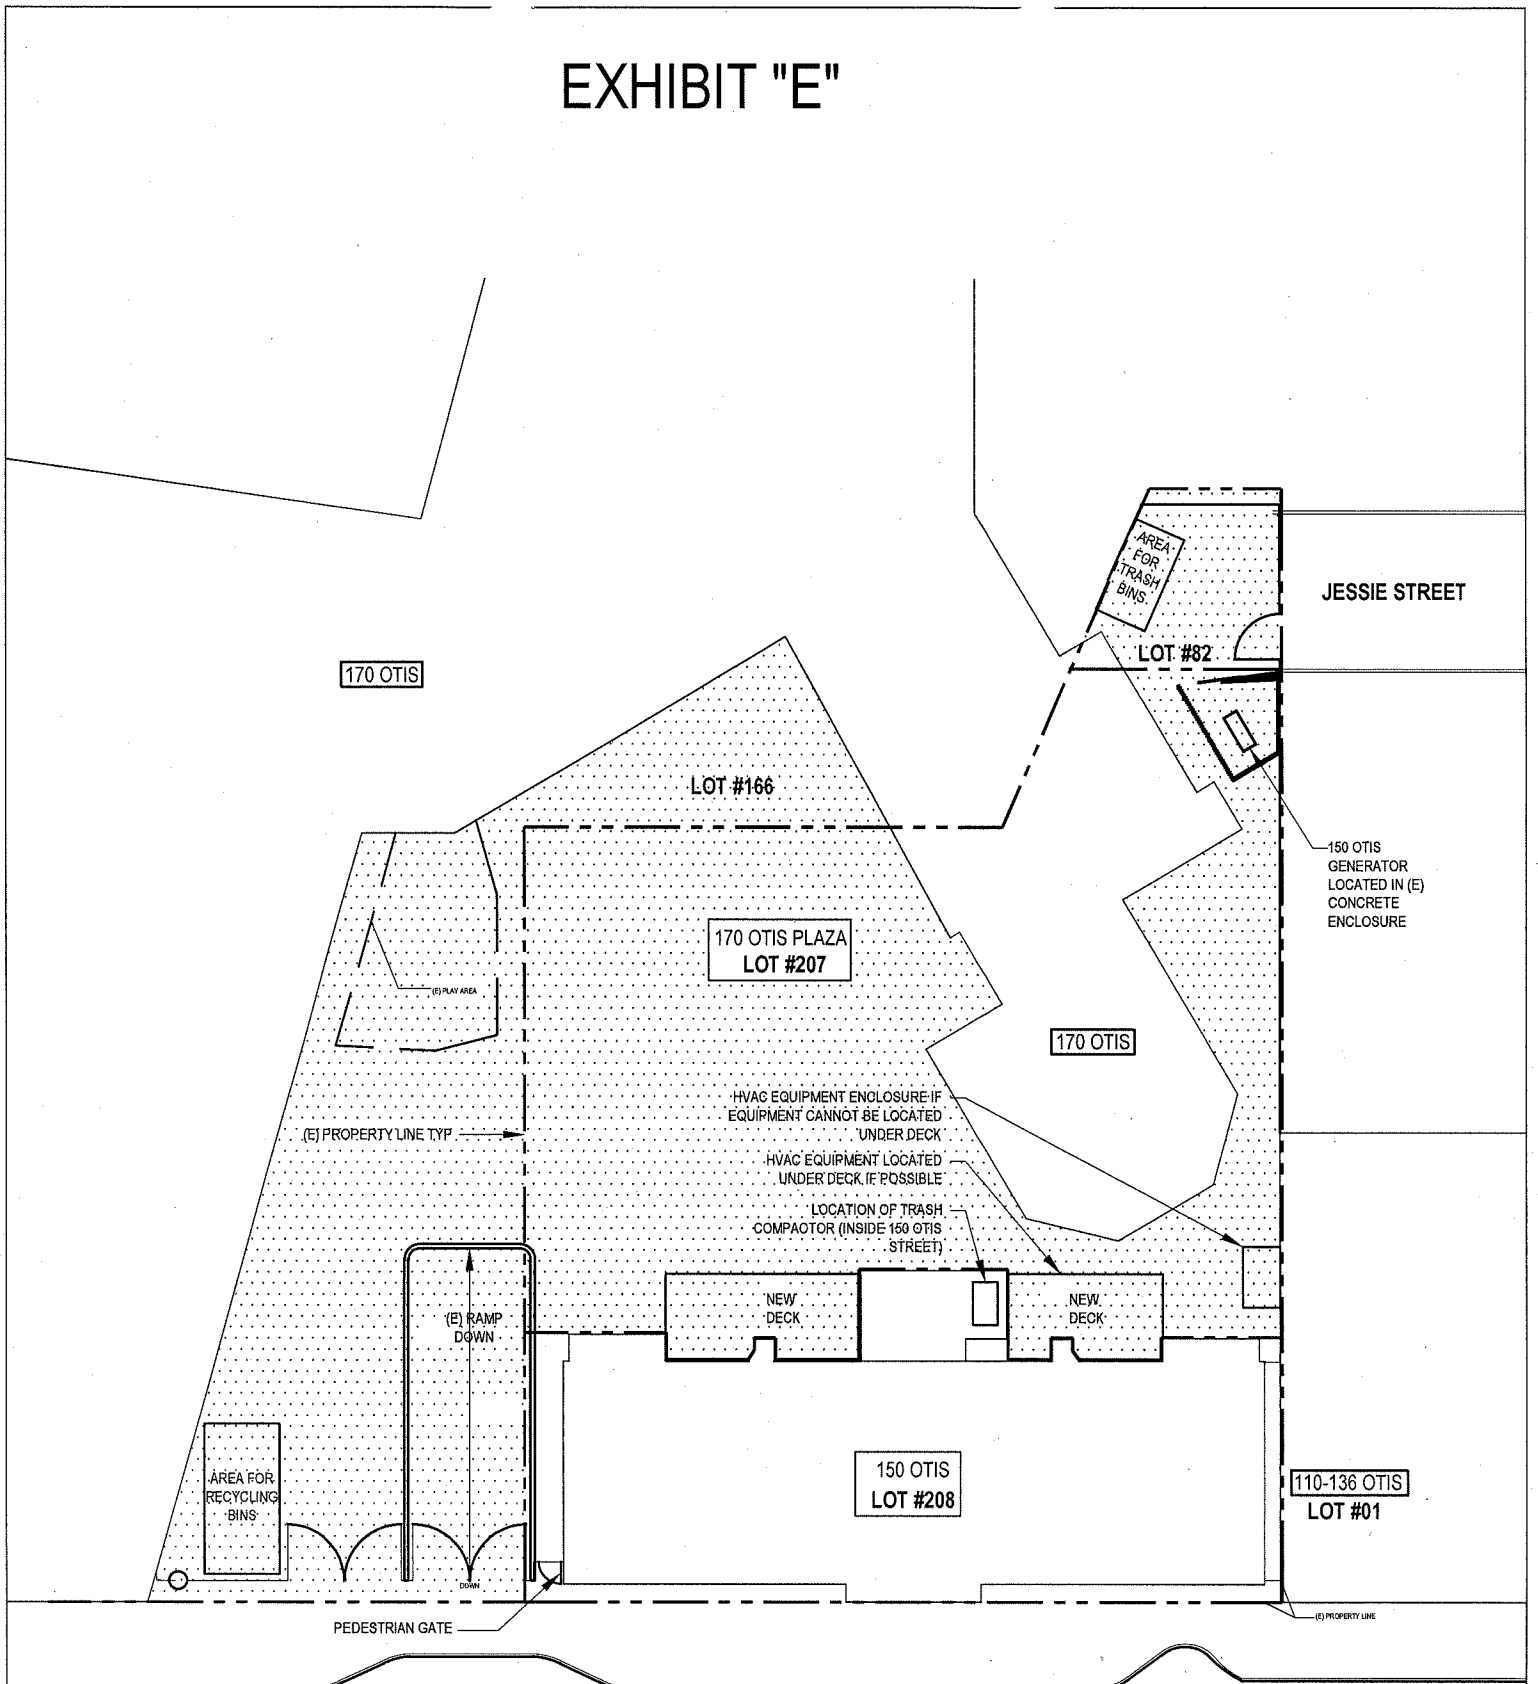 EXHIBIT "E"
AREA
FOR
TRASH
BINS
JESSIE STREET
LOT #82
170 OTIS
LOT #166
150 OTIS
GENERATOR
LOCATED IN (E)
CONCRETE
ENCLOSURE
170 OTIS PLAZA
LOT #207
(E) PLAY AREA
170 OTIS
HVAC EQUIPMENT ENCLOSURE IF
EQUIPMENT CANNOT BE LOCATED
UNDER DECK
(E) PROPERTY LINE TYP
HVAC EQUIPMENT LOCATED
UNDER DECK IF POSSIBLE
LOCATION OF TRASH
COMPACTOR (INSIDE 150 OTIS
STREET)
NEW
DECK
NEW
DECK
(E) RAMP
DOWN
AREA FOR
RECYCLING
BINS
150 OTIS
LOT #208
110-136 OTIS
LOT #01
DOWN
PEDESTRIAN GATE
(E) PROPERTY LINE